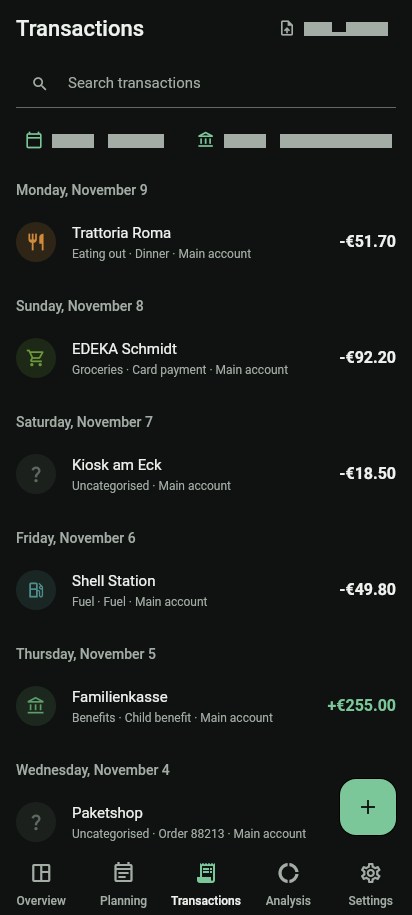 Transactions
Search transactions
Monday, November 9
Trattoria Roma
-€51.70
Eating out · Dinner · Main account
Sunday, November 8
EDEKA Schmidt
-€92.20
Groceries · Card payment · Main account
Saturday, November 7
?
Kiosk am Eck
-€18.50
Uncategorised · Main account
Friday, November 6
Shell Station
-€49.80
Fuel · Fuel · Main account
Thursday, November 5
Familienkasse
+€255.00
Benefits · Child benefit · Main account
Wednesday, November 4
?
Paketshop
Uncategorised · Order 88213 · Main account
Overview Planning Transactions Analysis Settings